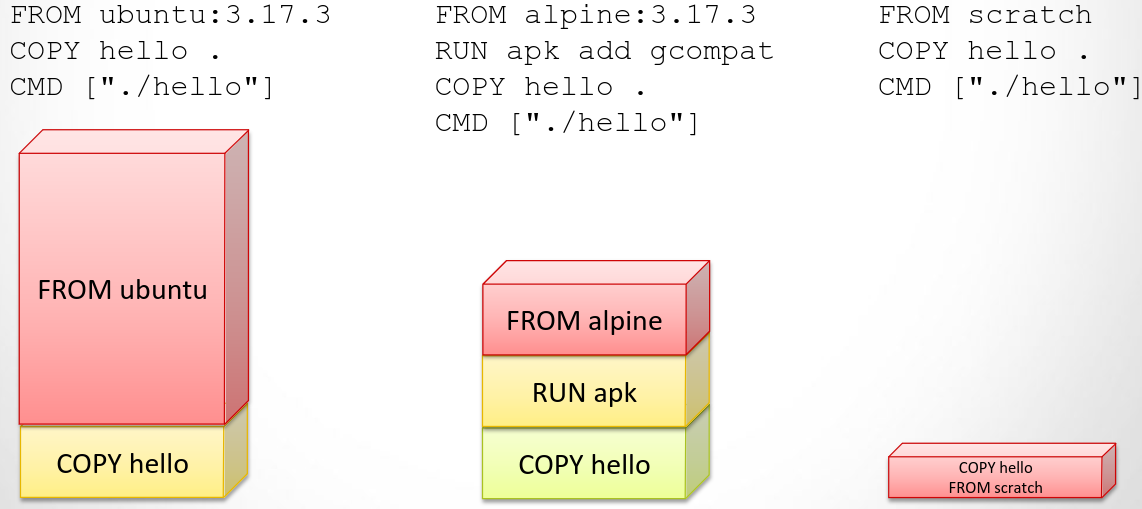 FROM ubuntu:3.17.3
COPY hello .
CMD ["./hello"]
FROM alpine:3.17.3
RUN apk add gcompat
COPY hello .
CMD ["./hello"]
FROM scratch
COPY hello .
CMD ["./hello"]
FROM ubuntu
COPY hello
FROM alpine
RUN apk
COPY hello
COPY hello
FROM scratch